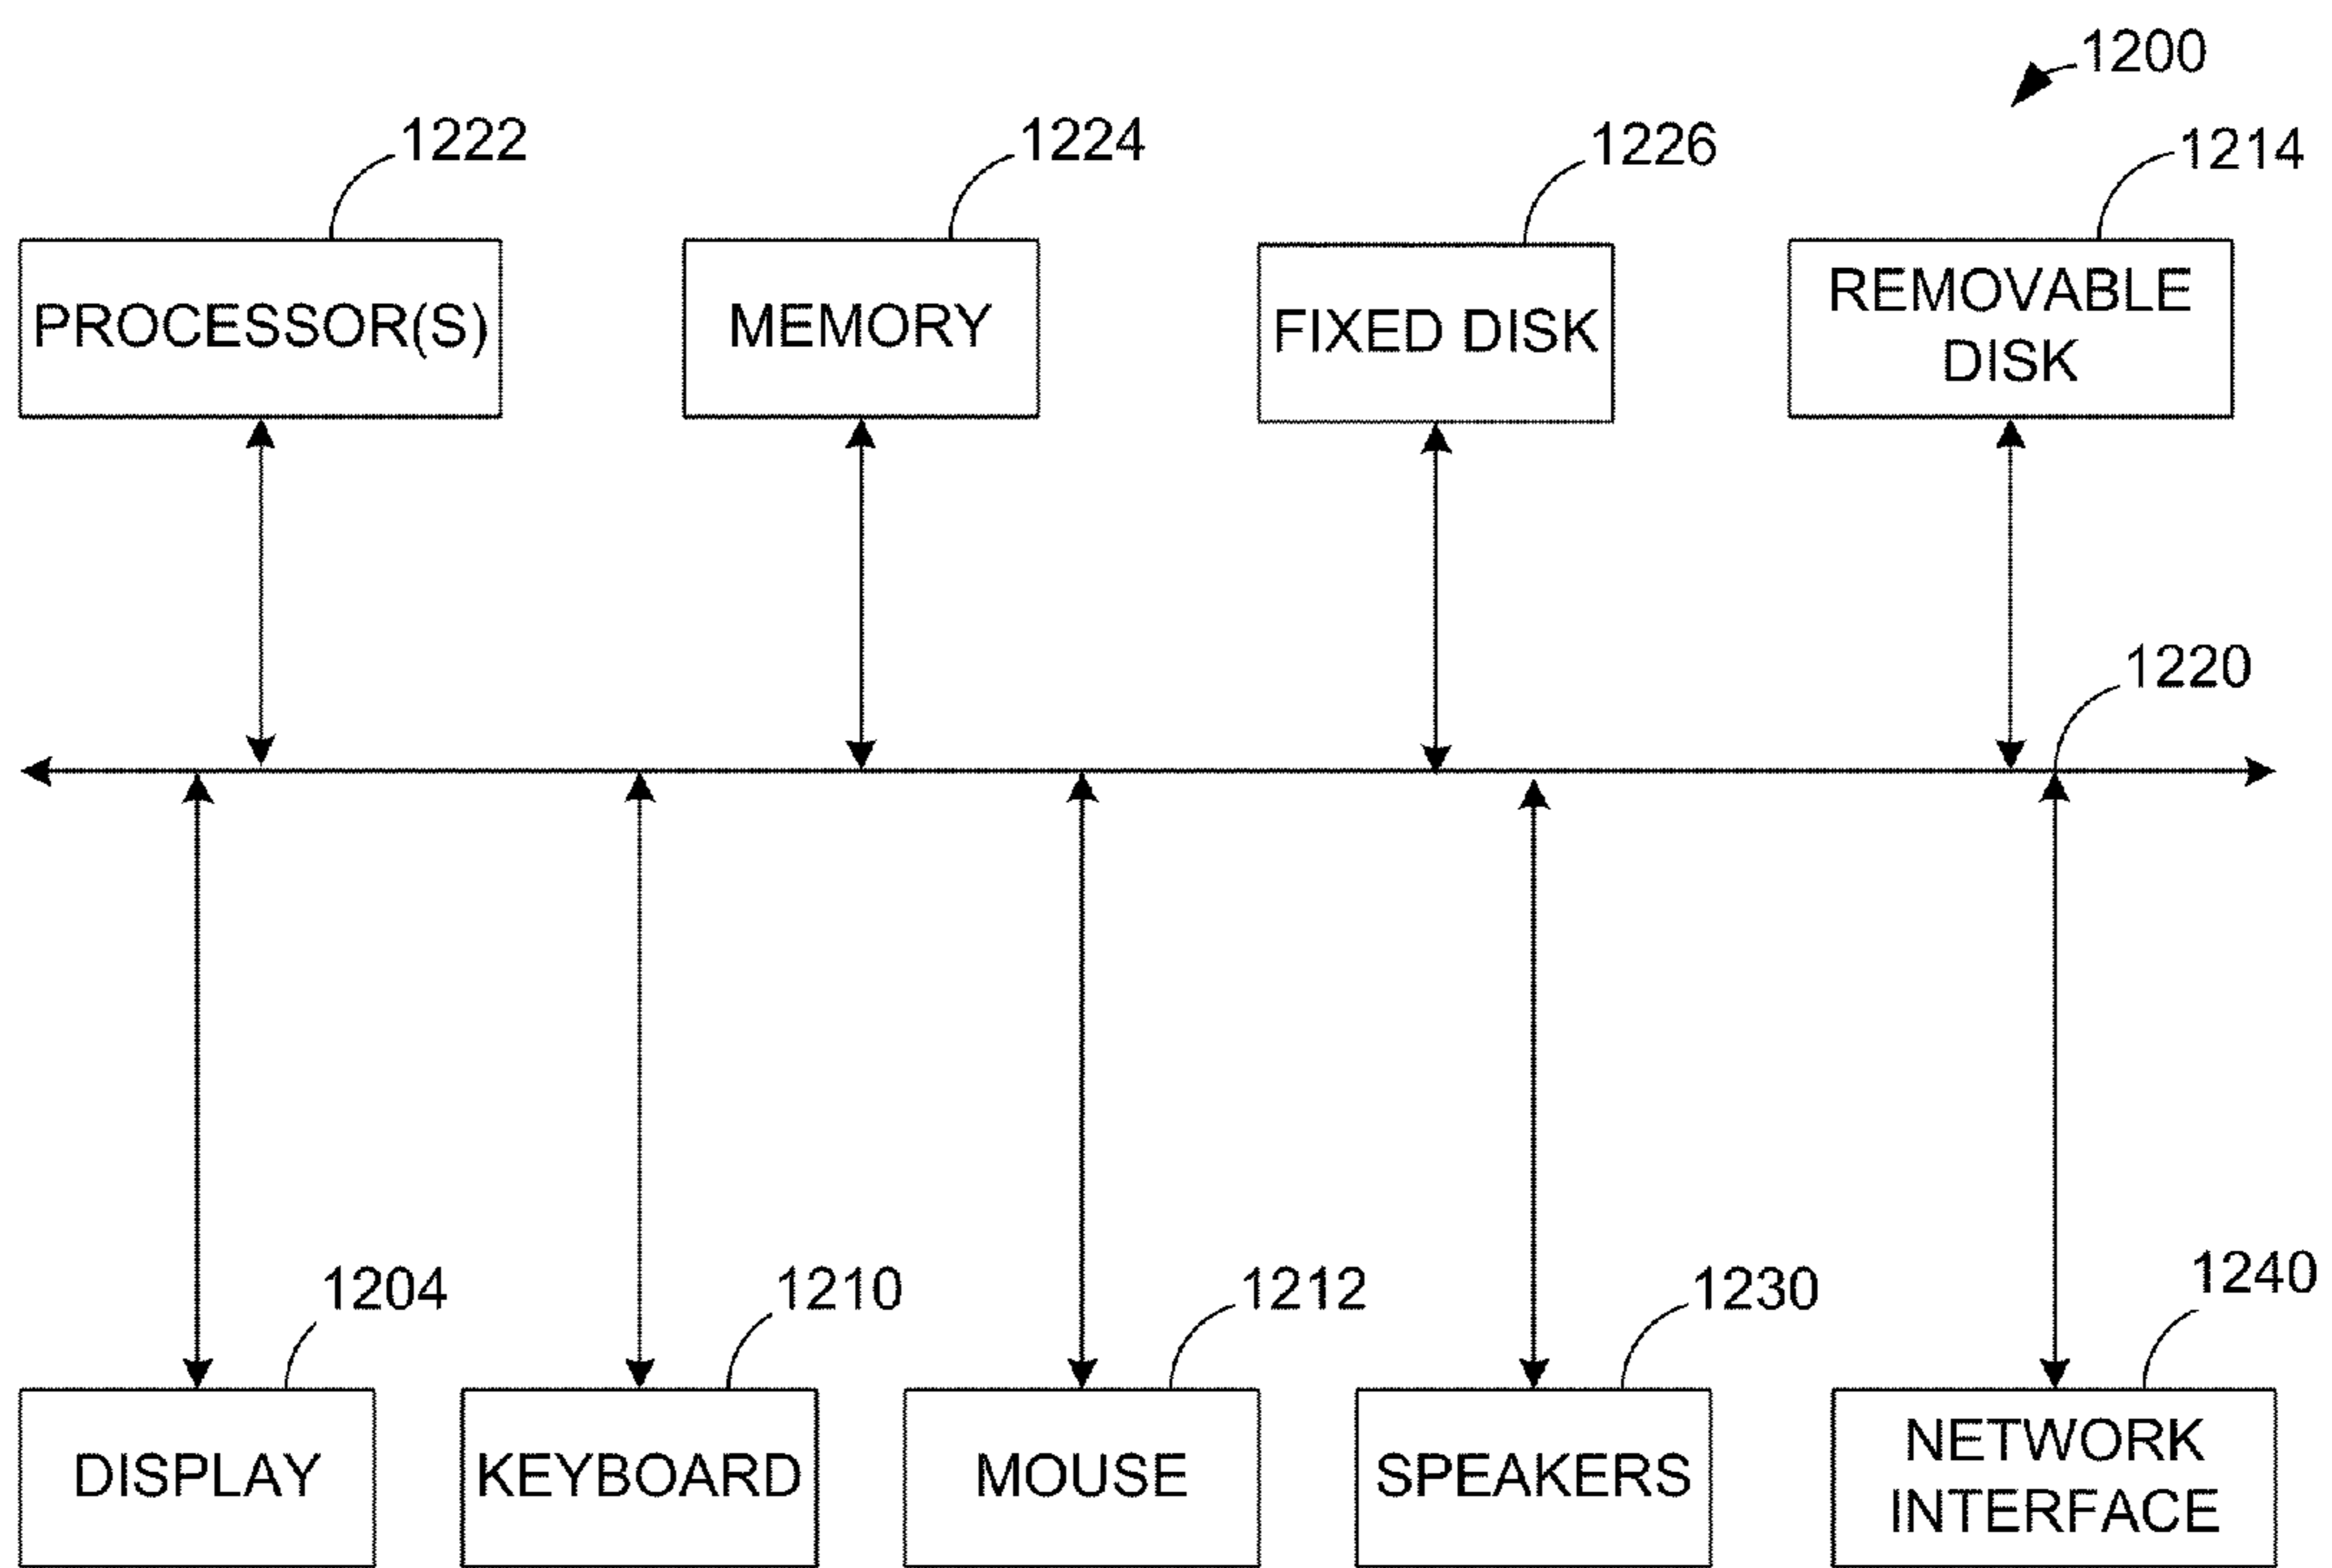 1200
1222
1224
1226
1214
PROCESSOR(S)
MEMORY
FIXED DISK
REMOVABLE
DISK
1220
1204
1210
1212
1230
1240
DISPLAY
KEYBOARD
MOUSE
SPEAKERS
NETWORK
INTERFACE